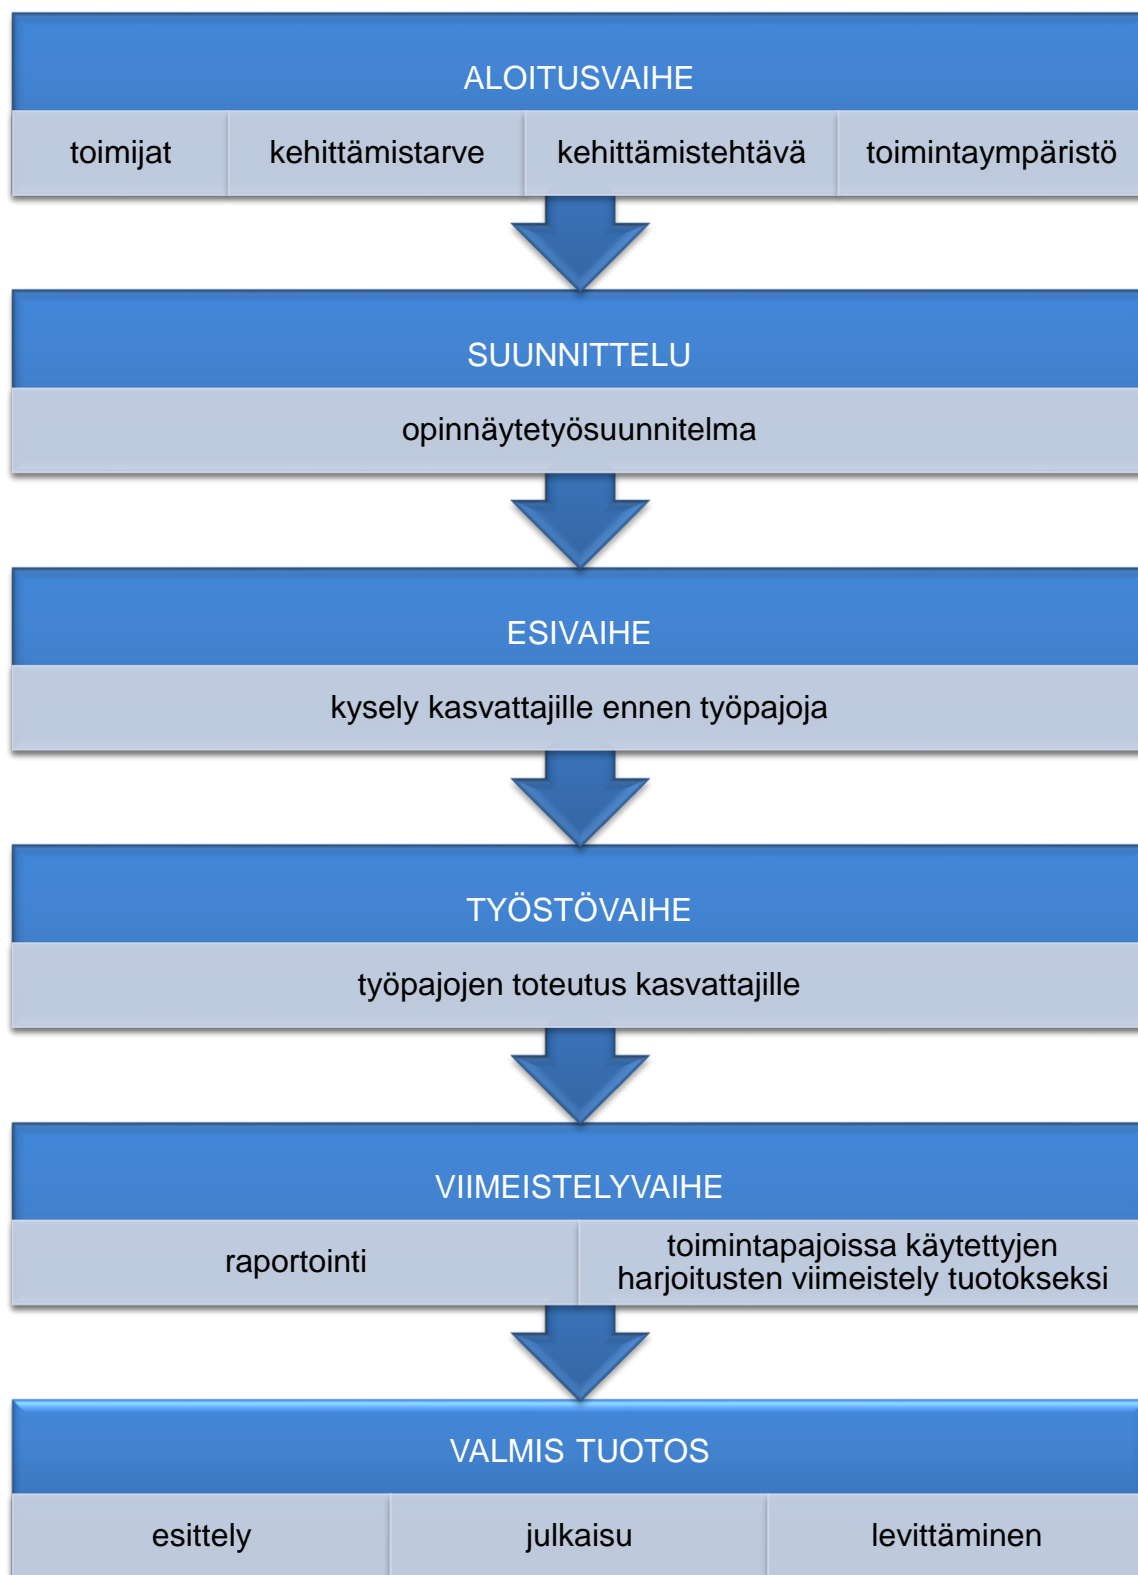 ALOITUSVAIHE
toimijat kehittämistarve kehittämistehtävä toimintaympäristö
SUUNNITTELU
opinnäytetyösuunnitelma
ESIVAIHE
kysely kasvattajille ennen työpajoja
TYÖSTÖVAIHE
työpajojen toteutus kasvattajille
VIIMEISTELYVAIHE
raportointi
toimintapajoissa käytettyjen
harjoitusten viimeistely tuotokseksi
VALMIS TUOTOS
esittely julkaisu levittäminen